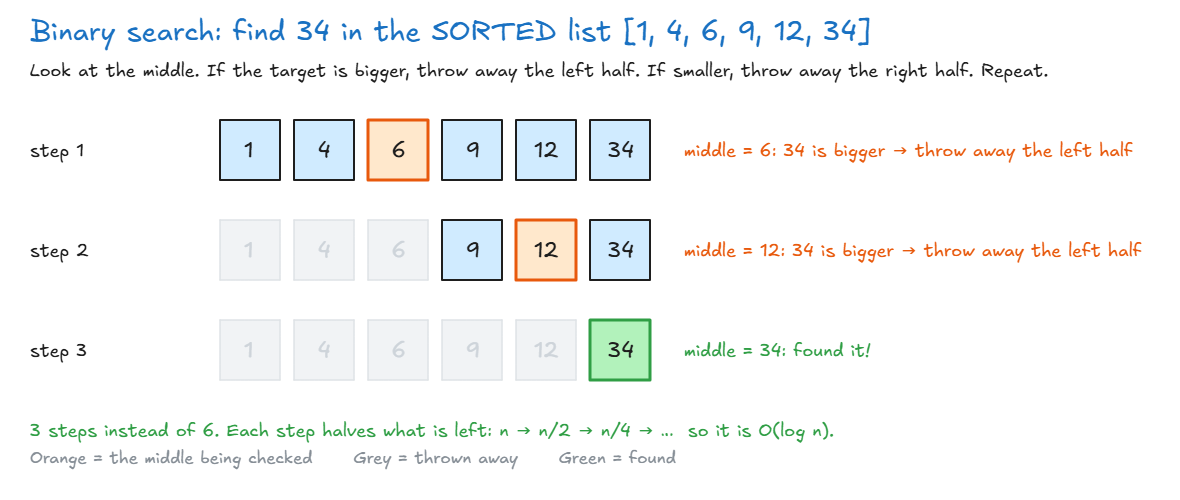 Binary search: find 34 in the SORTED list [1, 4, 6, 9, 12, 34]
Look at the middle. If the target is bigger, throw away the left half. If smaller, throw away the right half. Repeat.
step 1 1 4 6 9 12 34 middle = 6: 34 is bigger → throw away the left half
step 2 1 4 6 9 12 34 middle = 12: 34 is bigger → throw away the left half
step 3 1 4 6 9 12 34 middle = 34: found it!
3 steps instead of 6. Each step halves what is left: n → n/2 → n/4 → ... so it is O(log n).
Orange = the middle being checked Grey = thrown away Green = found